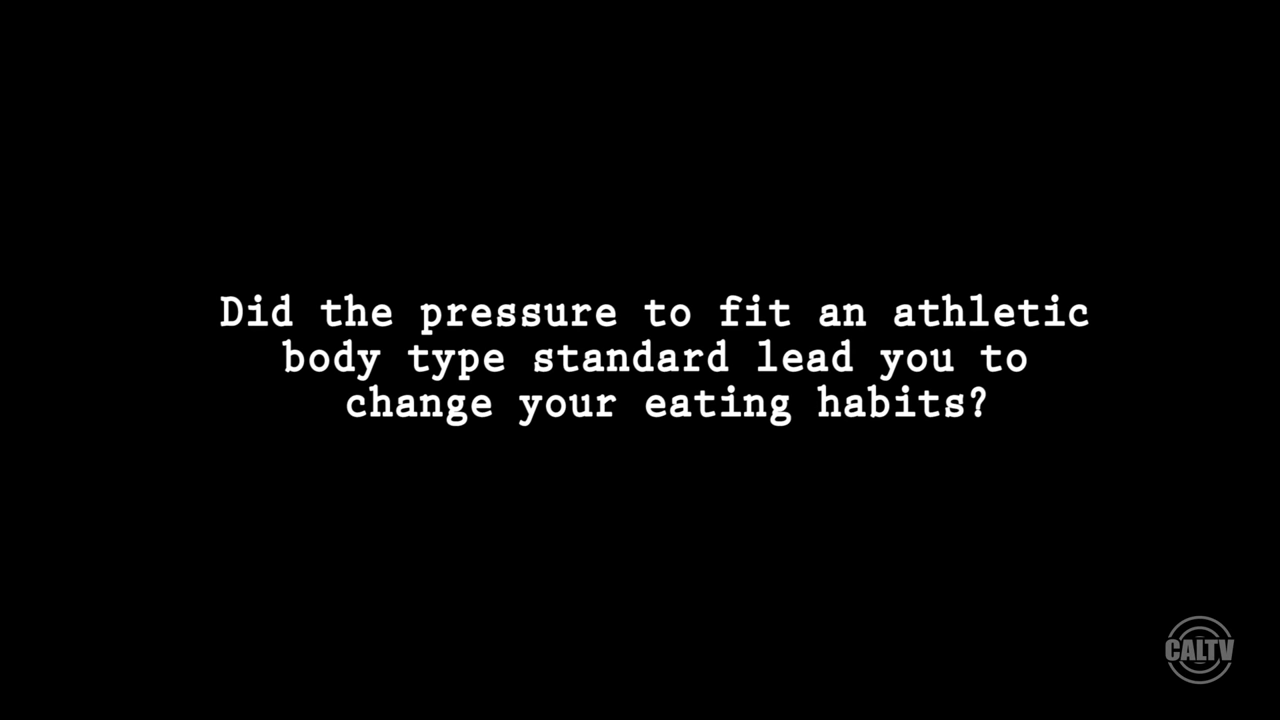 Did the pressure to fit an athletic
body type standard lead you to
change your eating habits?
CALTV